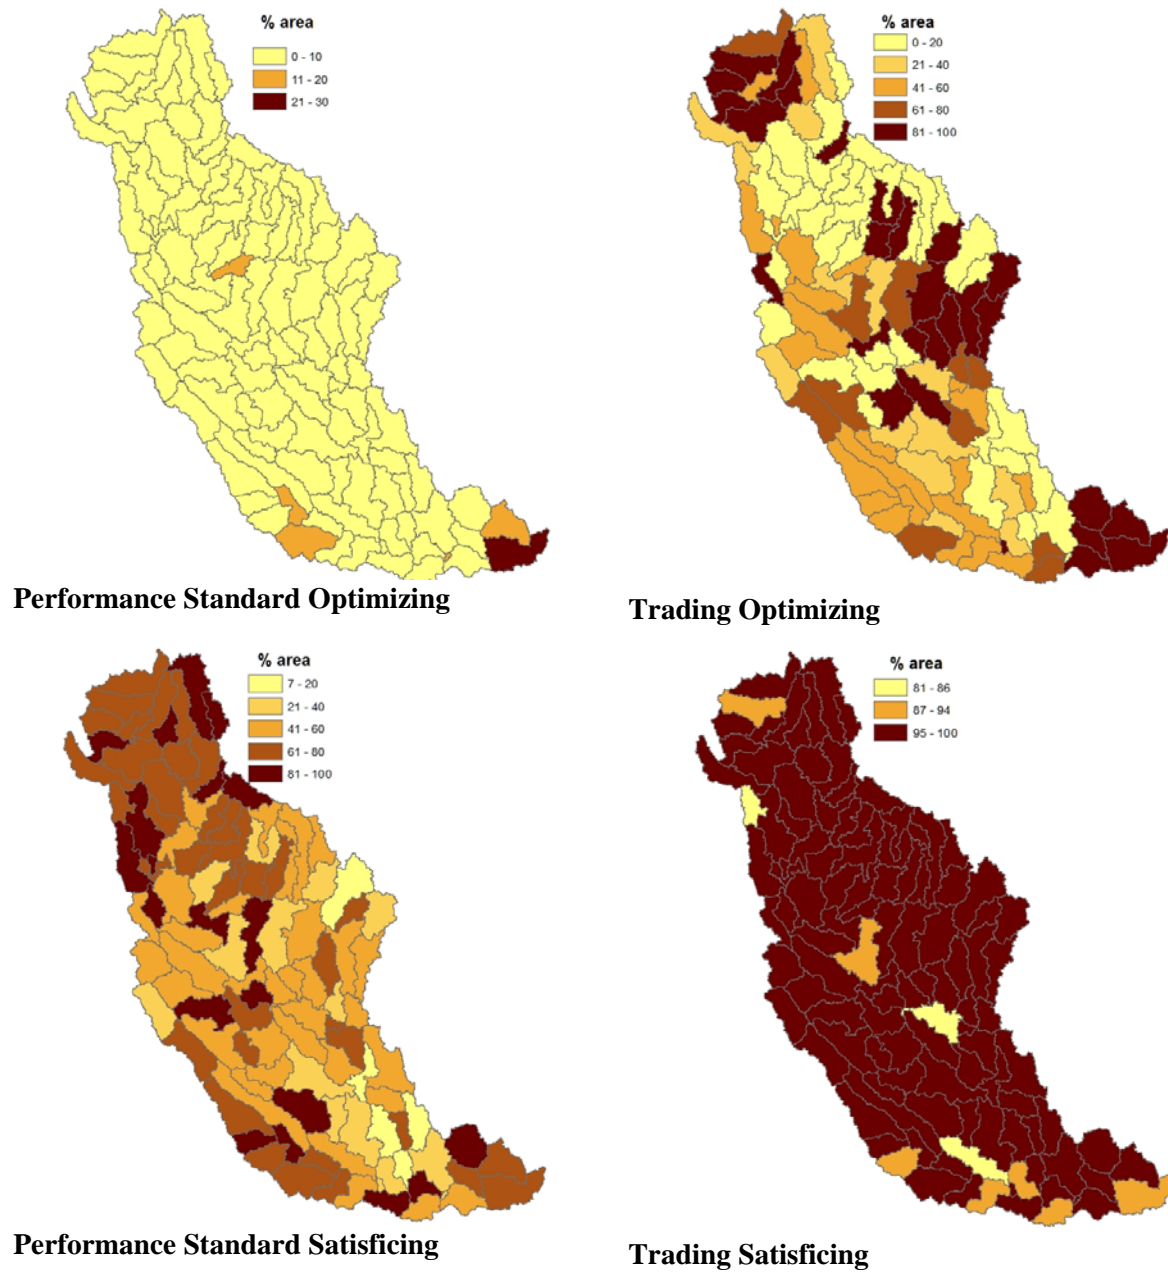 % area
0 - 10
11 - 20
21 - 30
Performance Standard Optimizing
% area
0 - 20
21 - 40
41 - 60
61 - 80
81 - 100
Trading Optimizing
% area
7 - 20
21 - 40
41 - 60
61 - 80
81 - 100
Performance Standard Satisficing
% area
81 - 86
87 - 94
95 - 100
Trading Satisficing